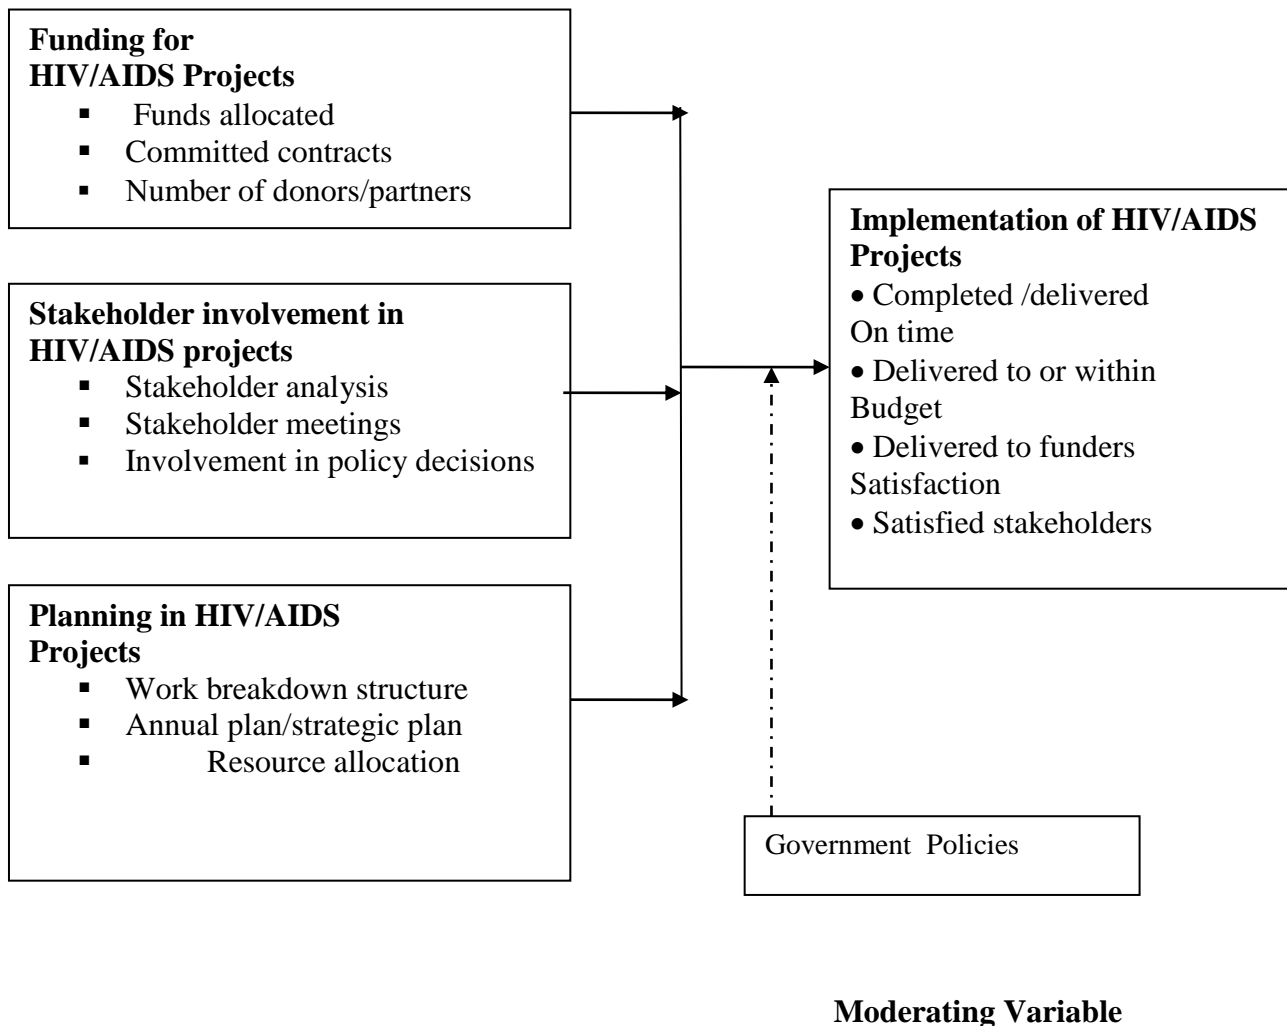 Funding for
HIV/AIDS Projects
▪ Funds allocated
▪ Committed contracts
▪ Number of donors/partners
Stakeholder involvement in
HIV/AIDS projects
▪ Stakeholder analysis
▪ Stakeholder meetings
▪ Involvement in policy decisions
Planning in HIV/AIDS
Projects
▪ Work breakdown structure
▪ Annual plan/strategic plan
▪ Resource allocation
Implementation of HIV/AIDS
Projects
• Completed /delivered
On time
• Delivered to or within
Budget
• Delivered to funders
Satisfaction
• Satisfied stakeholders
Government Policies
Moderating Variable